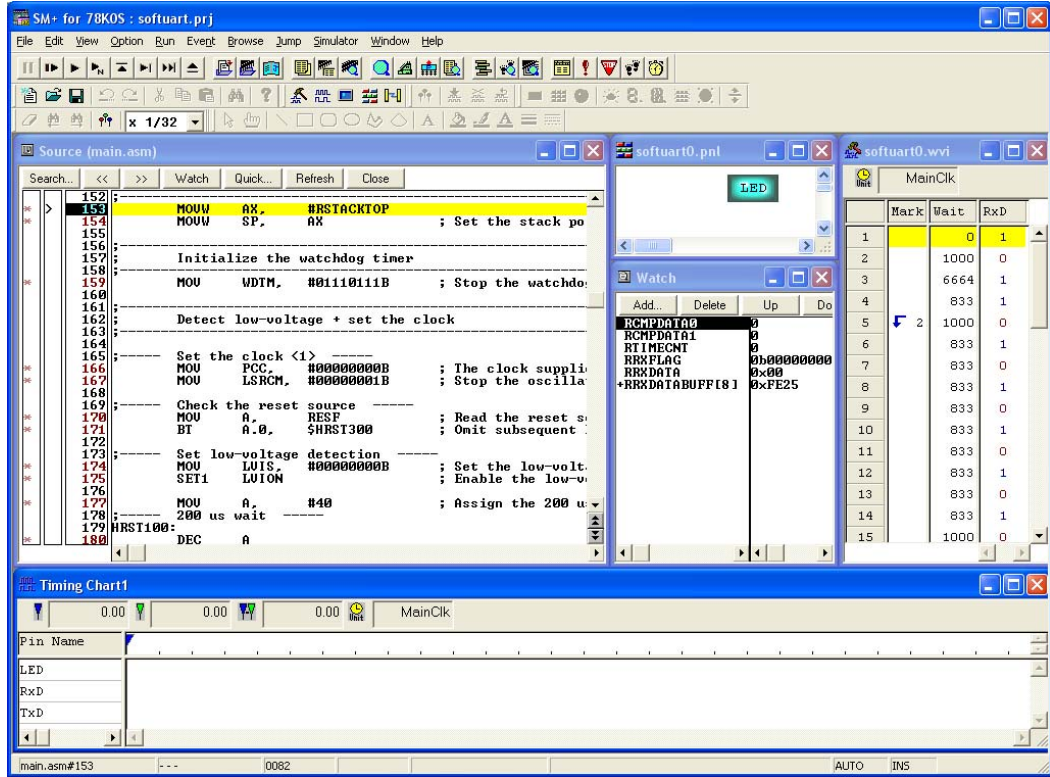 SM+ for 78K0S : softuart.prj
File Edit View Option Run Event Browse Jump Simulator Window Help
x 1/32
Source (main.asm)
Search... << >> Watch Quick... Refresh Close
152 ;
153 MOVW AX, #RSTACKTOP
154 MOVW SP, AX ; Set the stack po
155
156 ;
157 Initialize the watchdog timer
158 ;
159 MOV WDTM, #01110111B ; Stop the watchdo
160
161 ;
162 Detect low-voltage + set the clock
163 ;
164
165 ;----- Set the clock <1> -----
166 MOV PCC, #00000000B ; The clock suppli
167 MOV LSRCM, #00000001B ; Stop the oscilla
168
169 ;----- Check the reset source -----
170 MOV A, RESF ; Read the reset s
171 BT A.0, $HRST300 ; Omit subsequent
172
173 ;----- Set low-voltage detection -----
174 MOV LVIS, #00000000B ; Set the low-volt
175 SET1 LVION ; Enable the low-v
176
177 MOV A, #40 ; Assign the 200 u
178 ;----- 200 us wait -----
179 HRST100:
180 DEC A
softuart0.pnl
LED
Watch
Add... Delete Up Do
RCMPDATA0 0
RCMPDATA1 0
RTIMECNT 0
RRXFLAG 0b00000000
RRXDATA 0x00
+RRXDATABUFF[8] 0xFE25
softuart0.wvi
Unit MainClk
Mark Wait RxD
1 0 1
2 1000 0
3 6664 1
4 833 1
5 2 1000 0
6 833 1
7 833 0
8 833 1
9 833 0
10 833 1
11 833 0
12 833 1
13 833 0
14 833 1
15 1000 0
Timing Chart1
0.00 0.00 0.00 Unit MainClk
Pin Name
LED
RxD
TxD
main.asm#153 --- 0082 AUTO INS